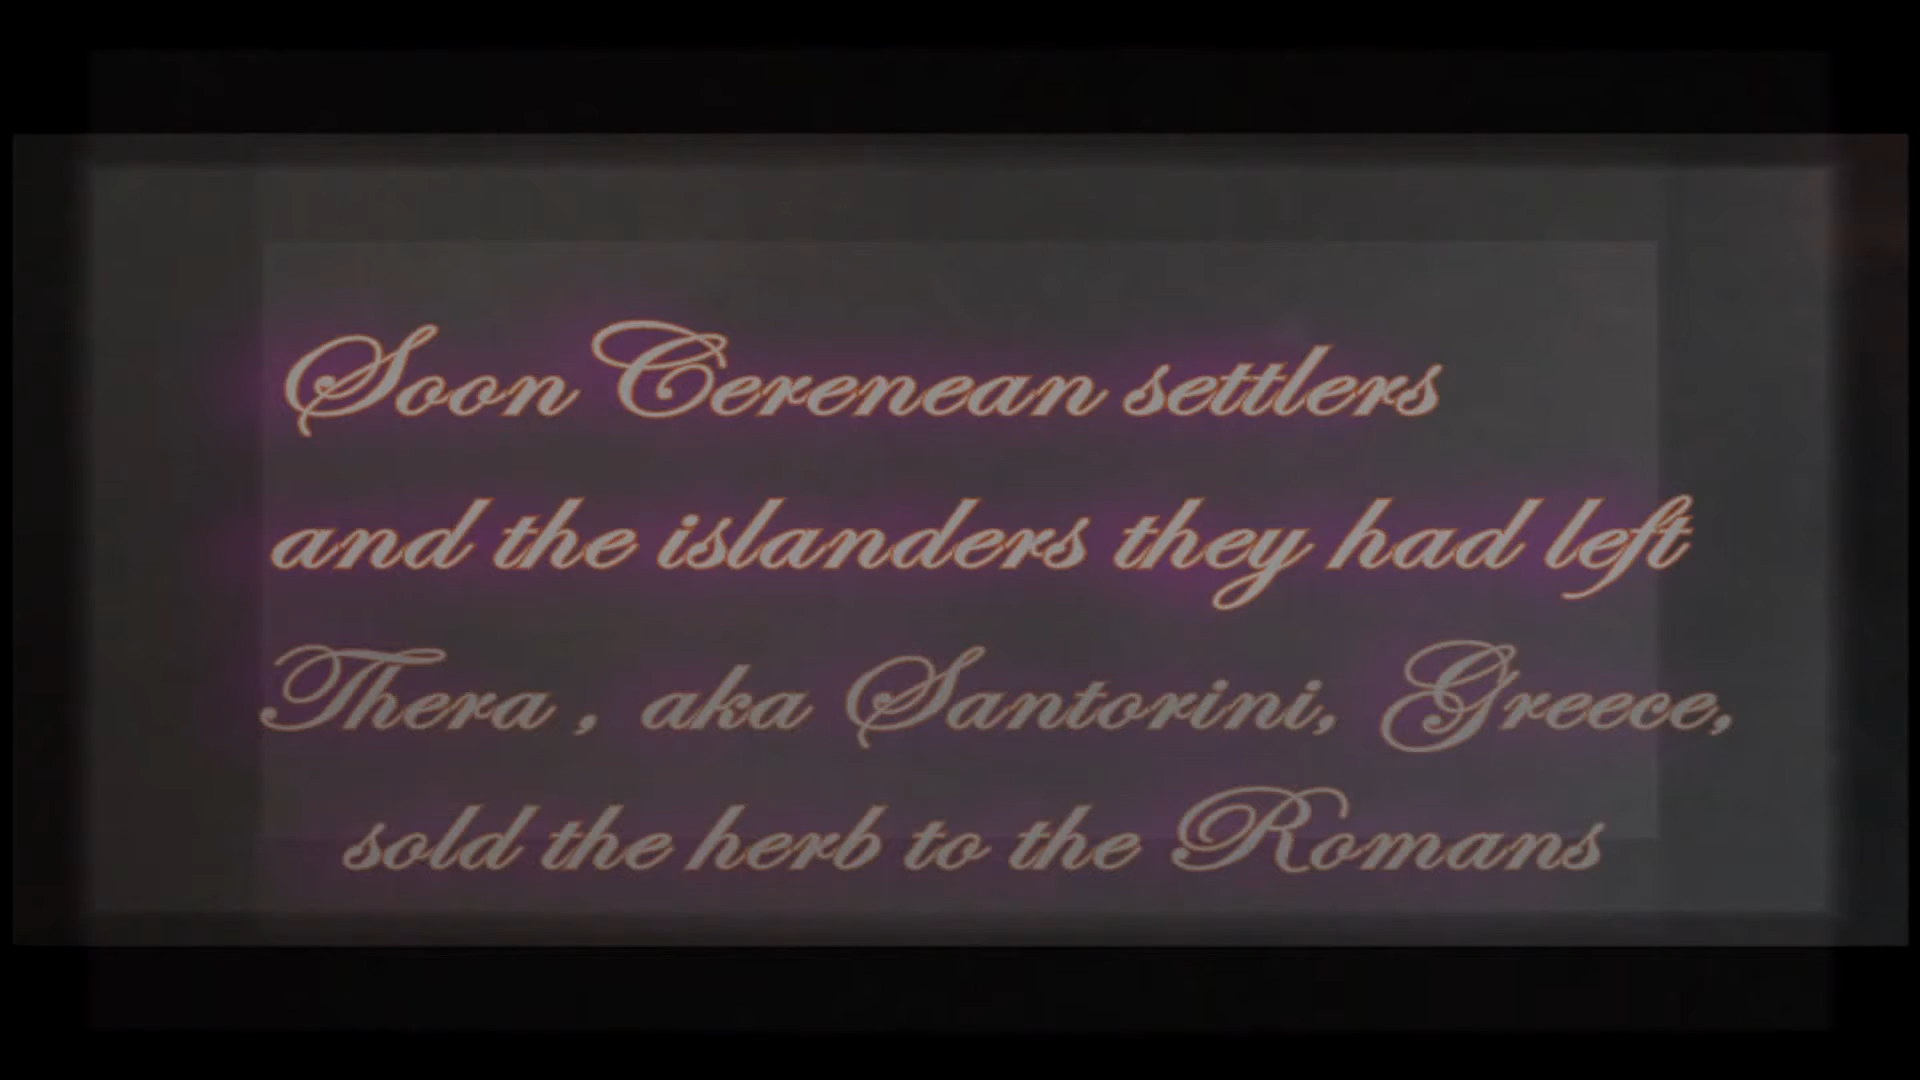 Soon Cerenean settlers
and the islanders they had left
Thera , aka Santorini, Greece,
sold the herb to the Romans